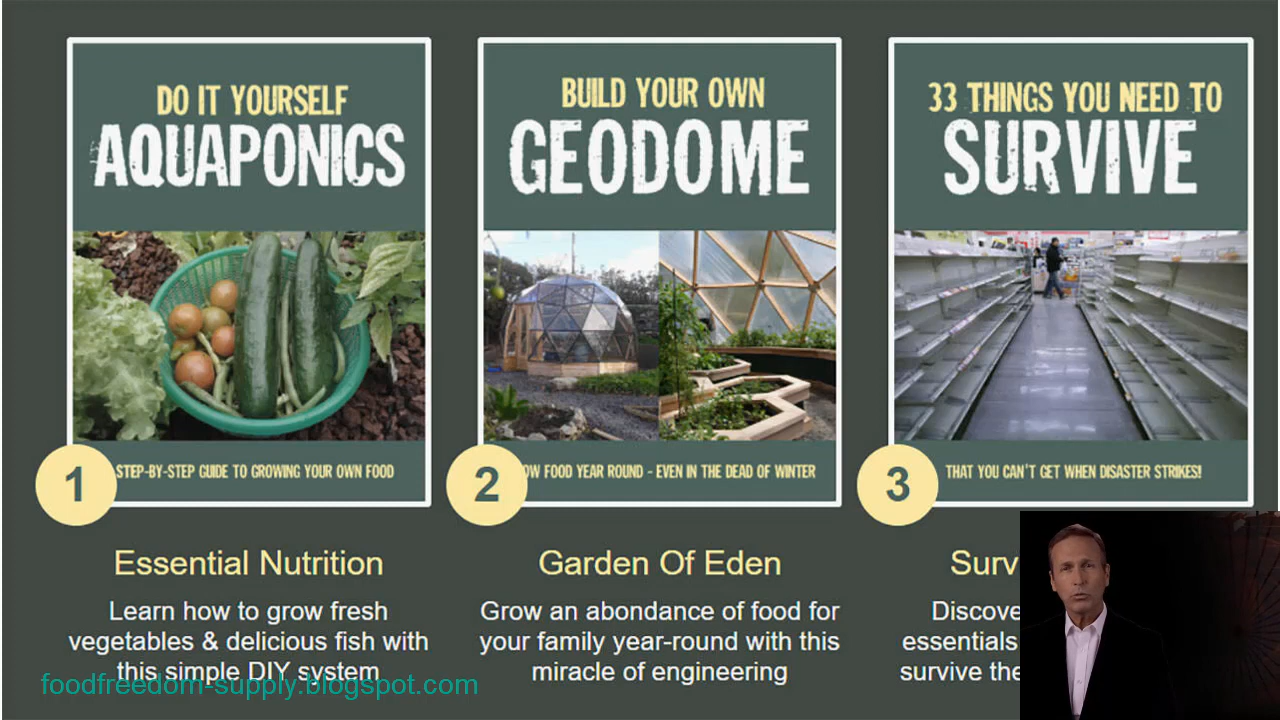 DO IT YOURSELF
AQUAPONICS
STEP-BY-STEP GUIDE TO GROWING YOUR OWN FOOD
1
Essential Nutrition
Learn how to grow fresh
vegetables & delicious fish with
this simple DIY system
BUILD YOUR OWN
GEODOME
OW FOOD YEAR ROUND - EVEN IN THE DEAD OF WINTER
2
Garden Of Eden
Grow an abondance of food for
your family year-round with this
miracle of engineering
33 THINGS YOU NEED TO
SURVIVE
THAT YOU CAN'T GET WHEN DISASTER STRIKES!
3
Surv
Discove
essentials
survive the
foodfreedom-supply.blogspot.com